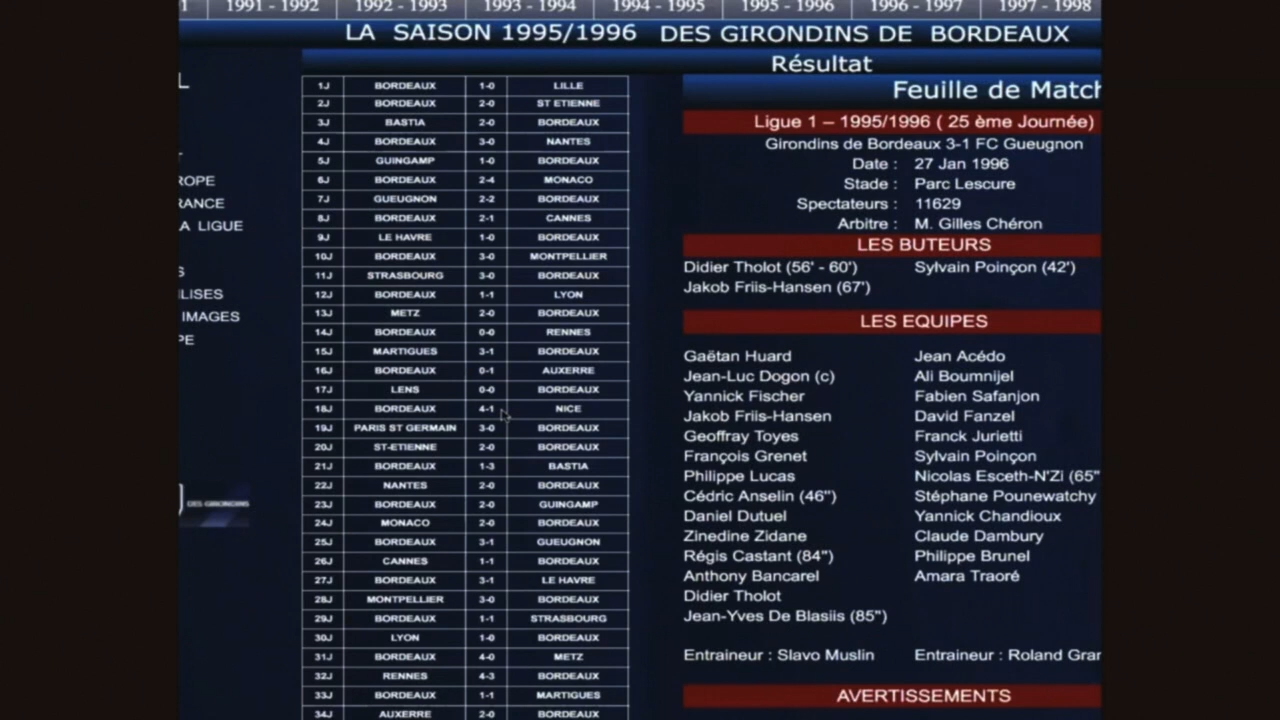 1991 - 1992 1992 - 1993 1993 - 1994 1994 - 1995 1995 - 1996 1996 - 1997 1997 - 1998
LA SAISON 1995/1996 DES GIRONDINS DE BORDEAUX
Résultat
1J BORDEAUX 1-0 LILLE
2J BORDEAUX 2-0 ST ETIENNE
3J BASTIA 2-0 BORDEAUX
4J BORDEAUX 3-0 NANTES
5J GUINGAMP 1-0 BORDEAUX
6J BORDEAUX 2-4 MONACO
7J GUEUGNON 2-2 BORDEAUX
8J BORDEAUX 2-1 CANNES
9J LE HAVRE 1-0 BORDEAUX
10J BORDEAUX 3-0 MONTPELLIER
11J STRASBOURG 3-0 BORDEAUX
12J BORDEAUX 1-1 LYON
13J METZ 2-0 BORDEAUX
14J BORDEAUX 0-0 RENNES
15J MARTIGUES 3-1 BORDEAUX
16J BORDEAUX 0-1 AUXERRE
17J LENS 0-0 BORDEAUX
18J BORDEAUX 4-1 NICE
19J PARIS ST GERMAIN 3-0 BORDEAUX
20J ST-ETIENNE 2-0 BORDEAUX
21J BORDEAUX 1-3 BASTIA
22J NANTES 2-0 BORDEAUX
23J BORDEAUX 2-0 GUINGAMP
24J MONACO 2-0 BORDEAUX
25J BORDEAUX 3-1 GUEUGNON
26J CANNES 1-1 BORDEAUX
27J BORDEAUX 3-1 LE HAVRE
28J MONTPELLIER 3-0 BORDEAUX
29J BORDEAUX 1-1 STRASBOURG
30J LYON 1-0 BORDEAUX
31J BORDEAUX 4-0 METZ
32J RENNES 4-3 BORDEAUX
33J BORDEAUX 1-1 MARTIGUES
34J AUXERRE 2-0 BORDEAUX
Feuille de Match
Ligue 1 – 1995/1996 ( 25 ème Journée)
Girondins de Bordeaux 3-1 FC Gueugnon
Date : 27 Jan 1996
Stade : Parc Lescure
Spectateurs : 11629
Arbitre : M. Gilles Chéron
LES BUTEURS
Didier Tholot (56' - 60') Sylvain Poinçon (42')
Jakob Friis-Hansen (67')
LES EQUIPES
Gaëtan Huard Jean Acédo
Jean-Luc Dogon (c) Ali Boumnijel
Yannick Fischer Fabien Safanjon
Jakob Friis-Hansen David Fanzel
Geoffray Toyes Franck Jurietti
François Grenet Sylvain Poinçon
Philippe Lucas Nicolas Esceth-N'Zi (65"
Cédric Anselin (46") Stéphane Pounewatchy
Daniel Dutuel Yannick Chandioux
Zinedine Zidane Claude Dambury
Régis Castant (84") Philippe Brunel
Anthony Bancarel Amara Traoré
Didier Tholot
Jean-Yves De Blasiis (85")
Entraineur : Slavo Muslin Entraineur : Roland Grar
AVERTISSEMENTS
L
ROPE
RANCE
A LIGUE
S
LISES
IMAGES
PE
DES GIRONDINS